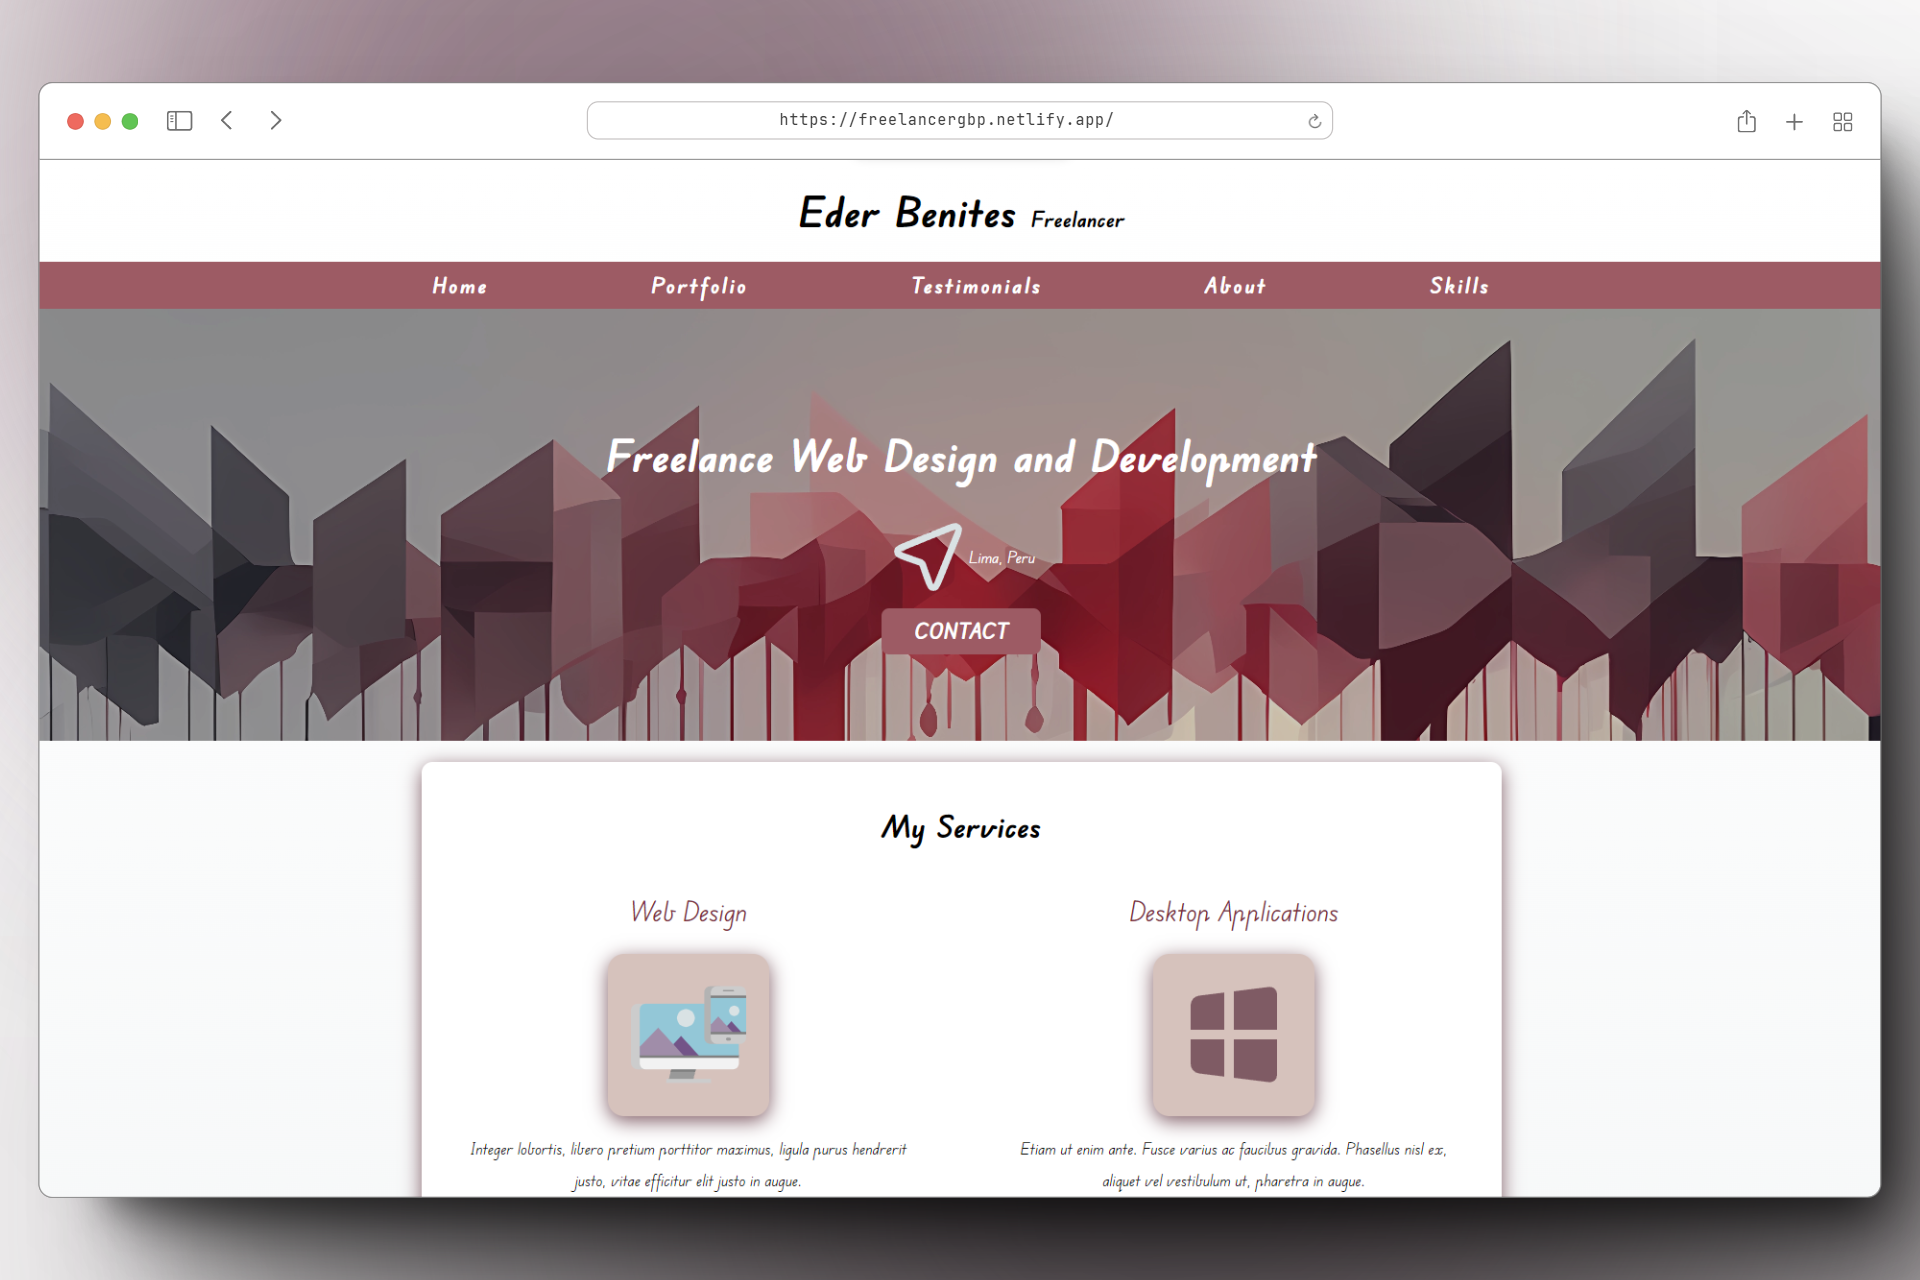 https://freelancergbp.netlify.app/
Eder Benites Freelancer
Home Portfolio Testimonials About Skills
Freelance Web Design and Development
Lima, Peru
CONTACT
My Services
Web Design
Integer lobortis, libero pretium porttitor maximus, ligula purus hendrerit
justo, vitae efficitur elit justo in augue.
Desktop Applications
Etiam ut enim ante. Fusce varius ac faucibus gravida. Phasellus nisl ex,
aliquet vel vestibulum ut, pharetra in augue.